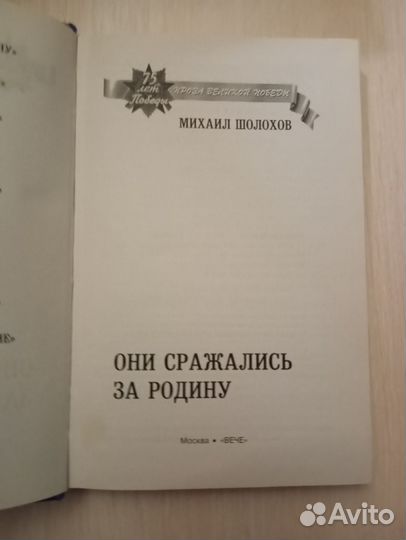 75
лет
Победы
ПРОЗА ВЕЛИКОЙ ПОБЕДЫ
МИХАИЛ ШОЛОХОВ
ОНИ СРАЖАЛИСЬ
ЗА РОДИНУ
Москва • «ВЕЧЕ»
Avito